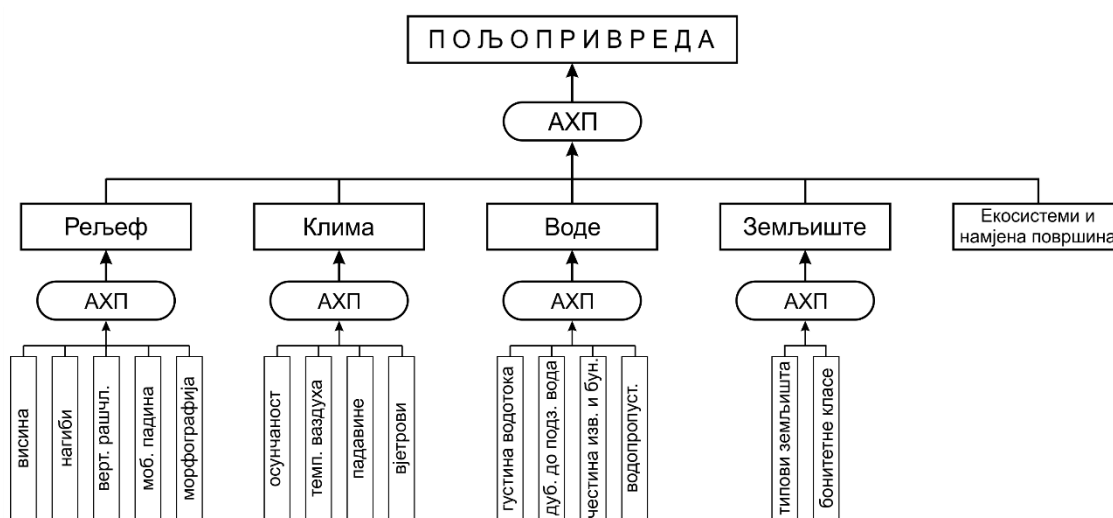 ПОЉОПРИВРЕДА
АХП
Рељеф
Клима
Воде
Земљиште
Екосистеми и
намјена површина
АХП
АХП
АХП
АХП
висина
нагиби
верт. рашчл.
моб. падина
морфографија
осунчаност
темп. ваздуха
падавине
вјетрови
густина водотока
дуб. до подз. вода
честина изв. и бун.
водопропуст.
типови земљишта
бонитетне класе